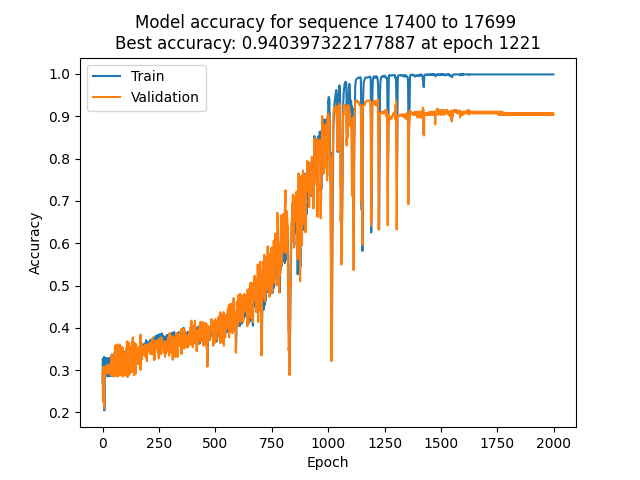 Model accuracy for sequence 17400 to 17699
Best accuracy: 0.940397322177887 at epoch 1221
Train
Validation
Accuracy
1.0
0.9
0.8
0.7
0.6
0.5
0.4
0.3
0.2
0 250 500 750 1000 1250 1500 1750 2000
Epoch